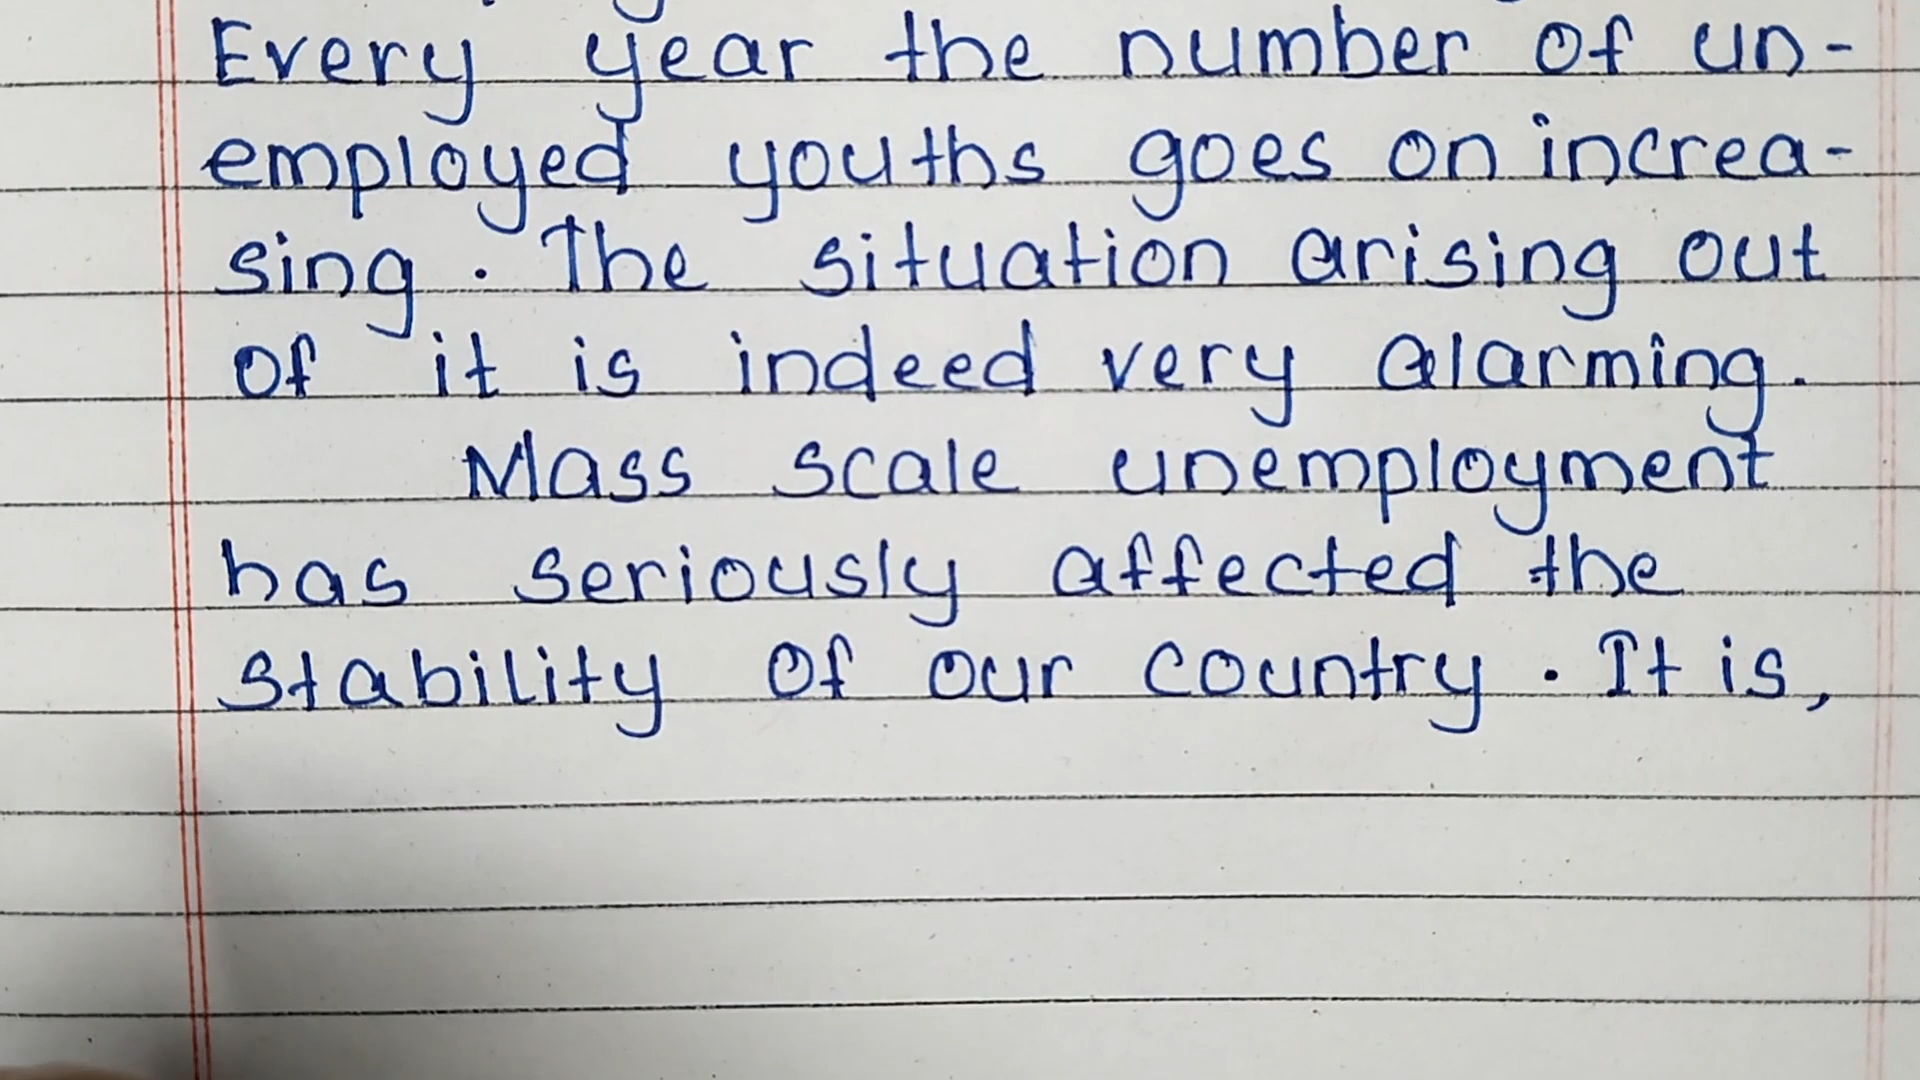 Every year the number of un-
employed youths goes on increa-
sing. The situation arising out
of it is indeed very alarming.
Mass scale unemployment
has seriously affected the
stability of our country. It is,